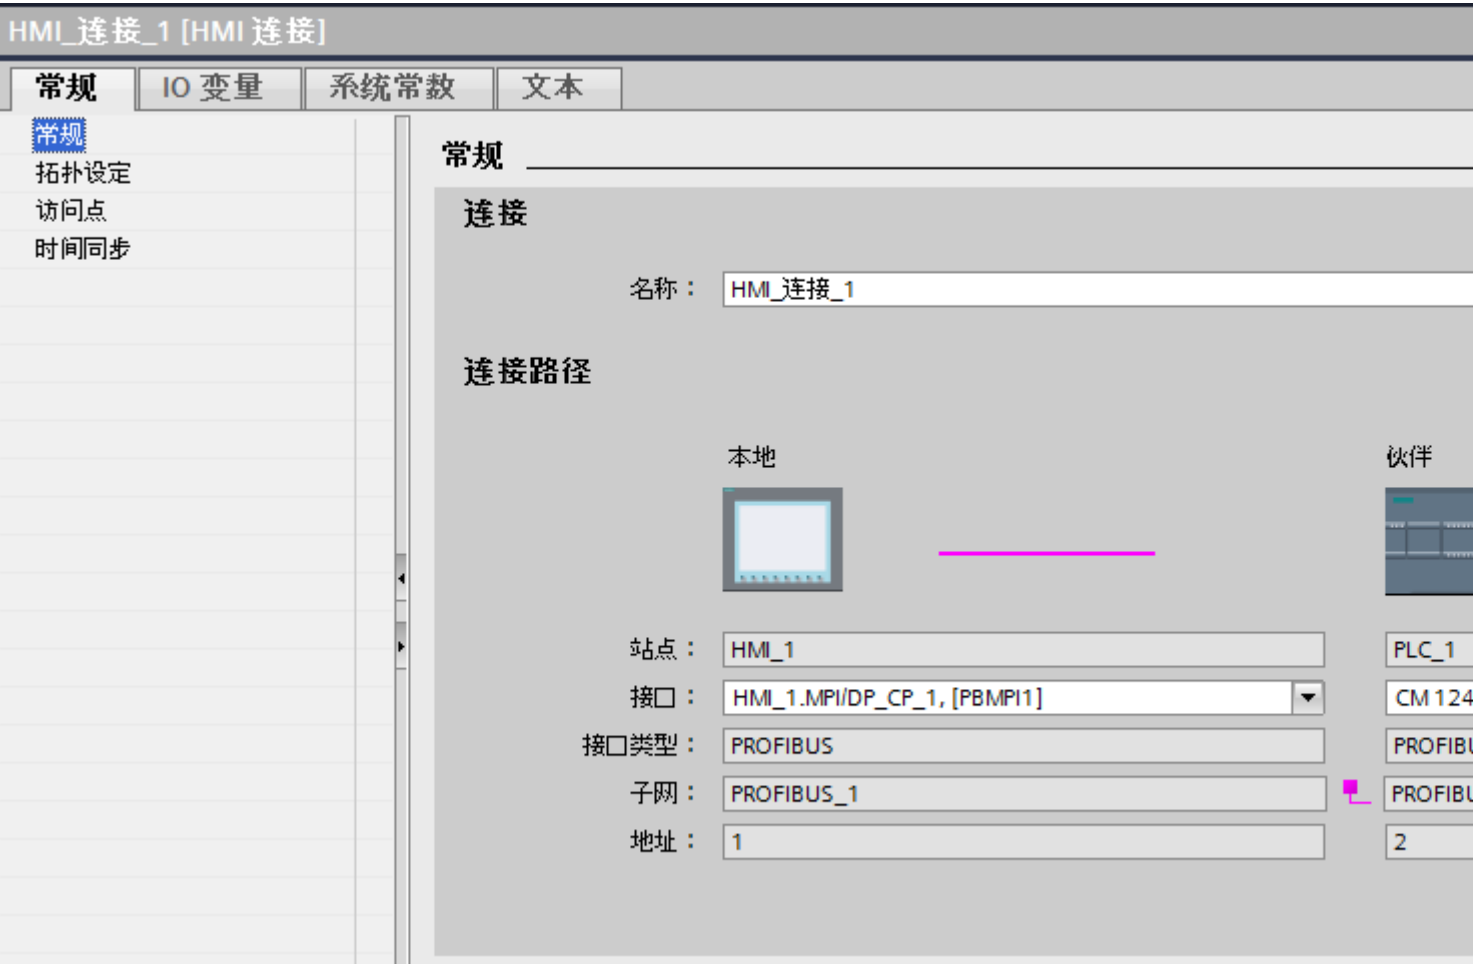 HMI_连接_1 [HMI 连接]
常规 IO 变量 系统常数 文本
常规
拓扑设定
访问点
时间同步
常规
连接
名称： HMI_连接_1
连接路径
本地 伙伴
站点： HMI_1 PLC_1
接口： HMI_1.MPI/DP_CP_1, [PBMPI1] CM 124
接口类型： PROFIBUS PROFIBU
子网： PROFIBUS_1 PROFIBU
地址： 1 2